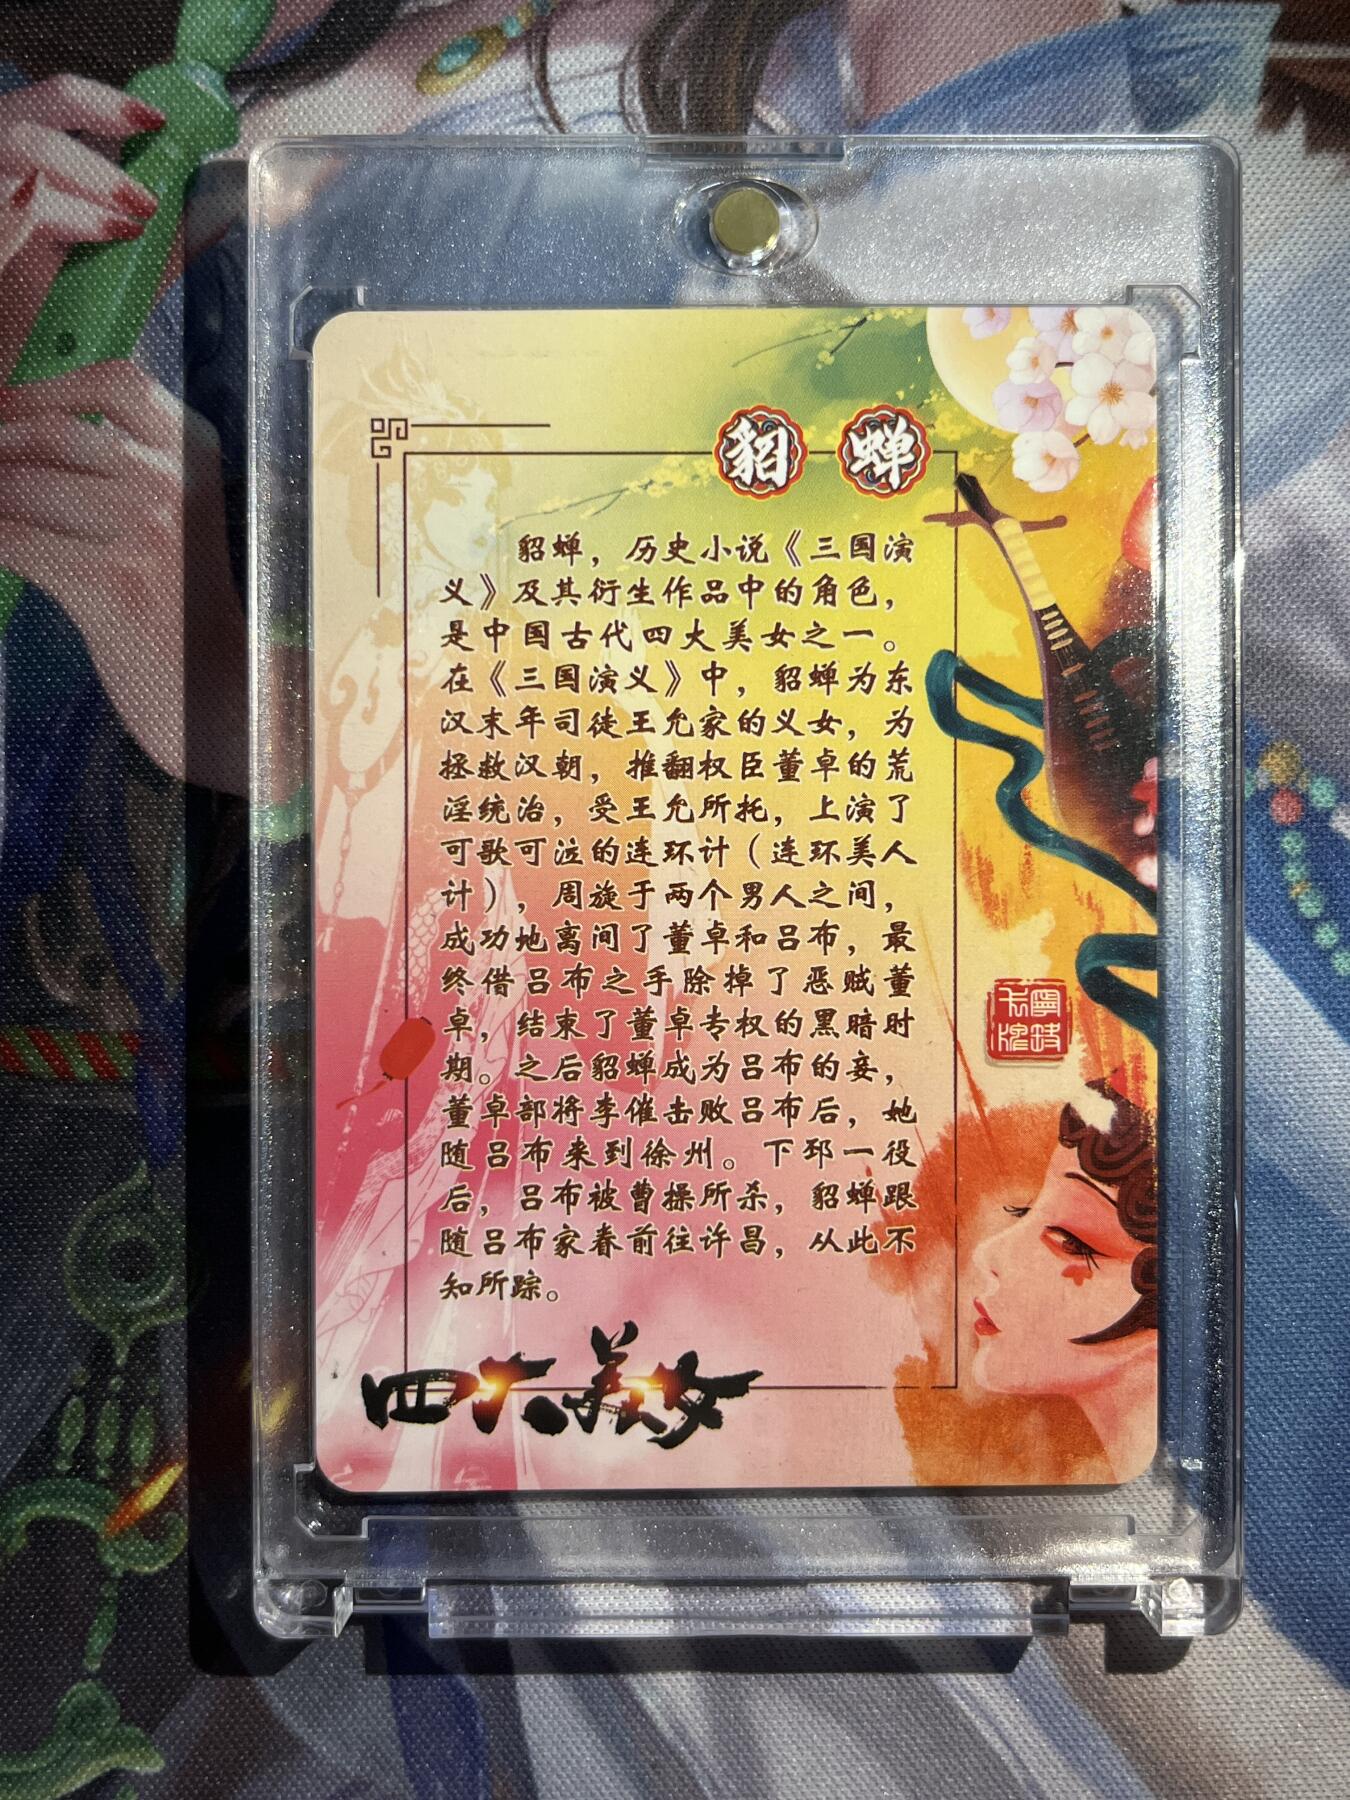 貂 蝉
貂蝉，历史小说《三国演
义》及其衍生作品中的角色，
是中国古代四大美女之一。
在《三国演义》中，貂蝉为东
汉末年司徒王允家的义女，为
拯救汉朝，推翻权臣董卓的荒
淫统治，受王允所托，上演了
可歌可泣的连环计（连环美人
计），周旋于两个男人之间，
成功地离间了董卓和吕布，最
终借吕布之手除掉了恶贼董
卓，结束了董卓专权的黑暗时
期。之后貂蝉成为吕布的妾，
董卓部将李傕击败吕布后，她
随吕布来到徐州。下邳一役
后，吕布被曹操所杀，貂蝉跟
随吕布家眷前往许昌，从此不
知所踪。
四大美女